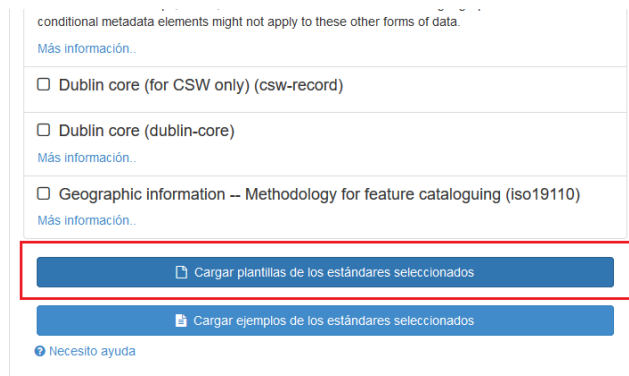 conditional metadata elements might not apply to these other forms of data.
Más información..
Dublin core (for CSW only) (csw-record)
Dublin core (dublin-core)
Más información..
Geographic information -- Methodology for feature cataloguing (iso19110)
Más información..
Cargar plantillas de los estándares seleccionados
Cargar ejemplos de los estándares seleccionados
Necesito ayuda